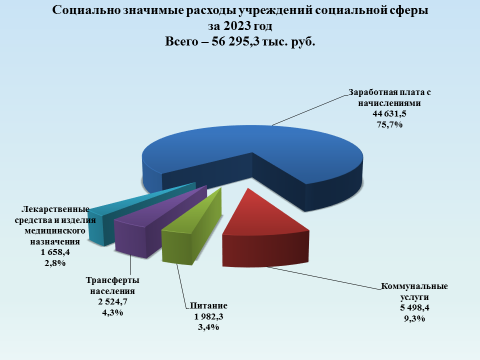 Социально значимые расходы учреждений социальной сферы
за 2023 год
Всего – 56 295,3 тыс. руб.
Заработная плата с
начислениями
44 631,5
75,7%
Лекарственные
средства и изделия
медицинского
назначения
1 658,4
2,8%
Трансферты
населения
2 524,7
4,3%
Питание
1 982,3
3,4%
Коммунальные
услуги
5 498,4
9,3%